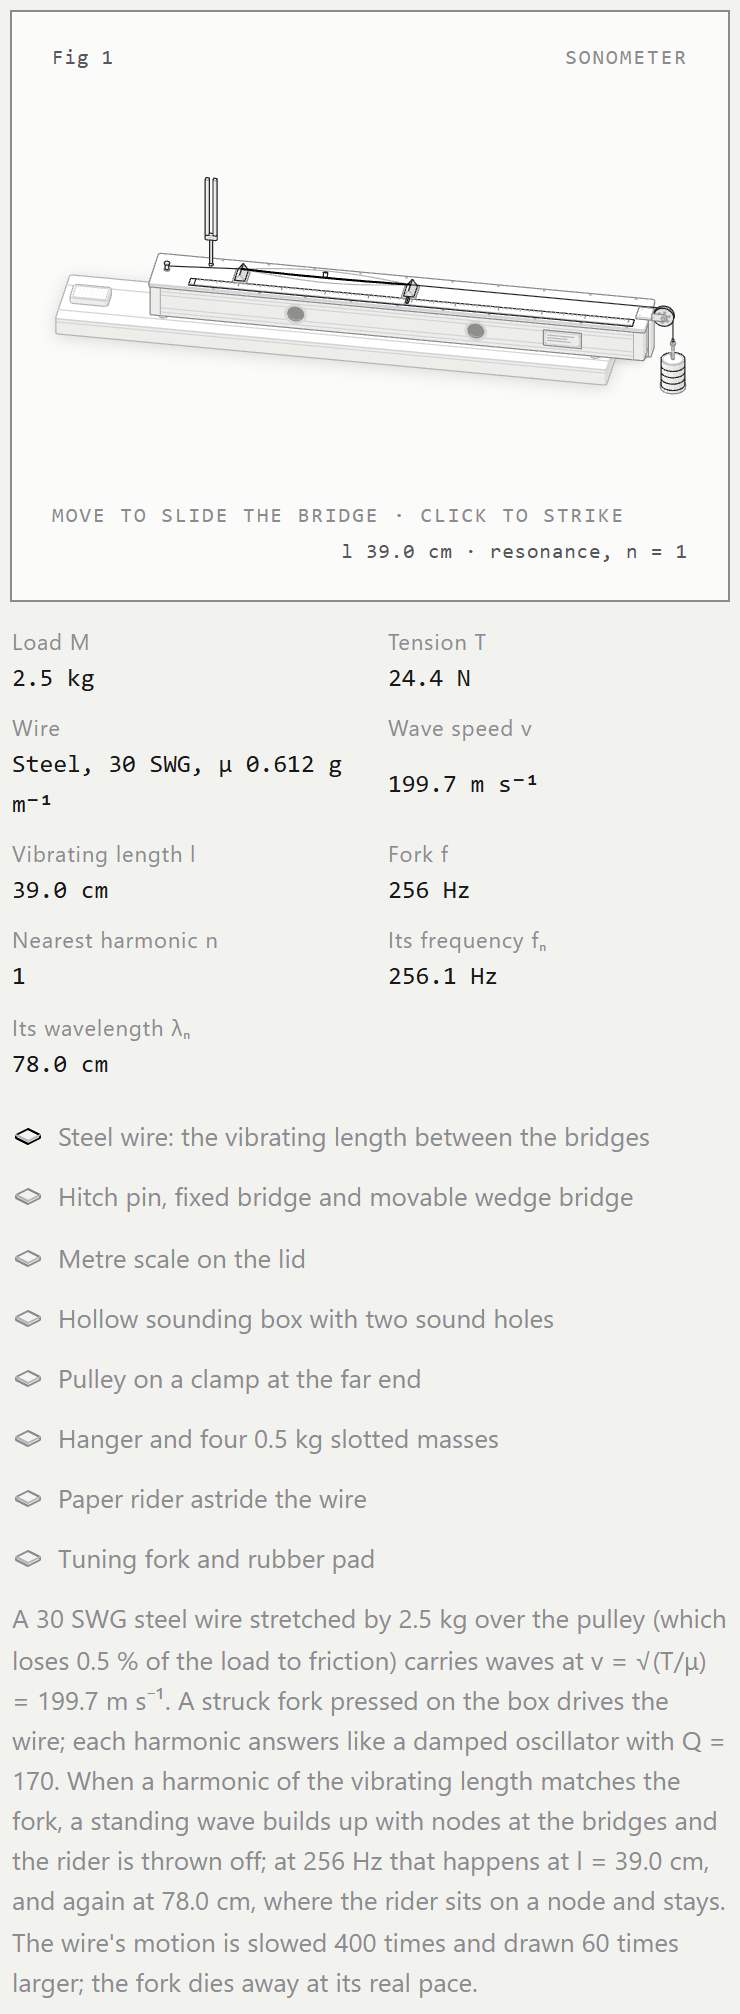 Fig 1
SONOMETER
MOVE TO SLIDE THE BRIDGE · CLICK TO STRIKE
l 39.0 cm · resonance, n = 1
Load M
2.5 kg
Tension T
24.4 N
Wire
Steel, 30 SWG, μ 0.612 g
m⁻¹
Wave speed v
199.7 m s⁻¹
Vibrating length l
39.0 cm
Fork f
256 Hz
Nearest harmonic n
1
Its frequency fₙ
256.1 Hz
Its wavelength λₙ
78.0 cm
Steel wire: the vibrating length between the bridges
Hitch pin, fixed bridge and movable wedge bridge
Metre scale on the lid
Hollow sounding box with two sound holes
Pulley on a clamp at the far end
Hanger and four 0.5 kg slotted masses
Paper rider astride the wire
Tuning fork and rubber pad
A 30 SWG steel wire stretched by 2.5 kg over the pulley (which
loses 0.5 % of the load to friction) carries waves at v = √(T/μ)
= 199.7 m s⁻¹. A struck fork pressed on the box drives the
wire; each harmonic answers like a damped oscillator with Q =
170. When a harmonic of the vibrating length matches the
fork, a standing wave builds up with nodes at the bridges and
the rider is thrown off; at 256 Hz that happens at l = 39.0 cm,
and again at 78.0 cm, where the rider sits on a node and stays.
The wire's motion is slowed 400 times and drawn 60 times
larger; the fork dies away at its real pace.